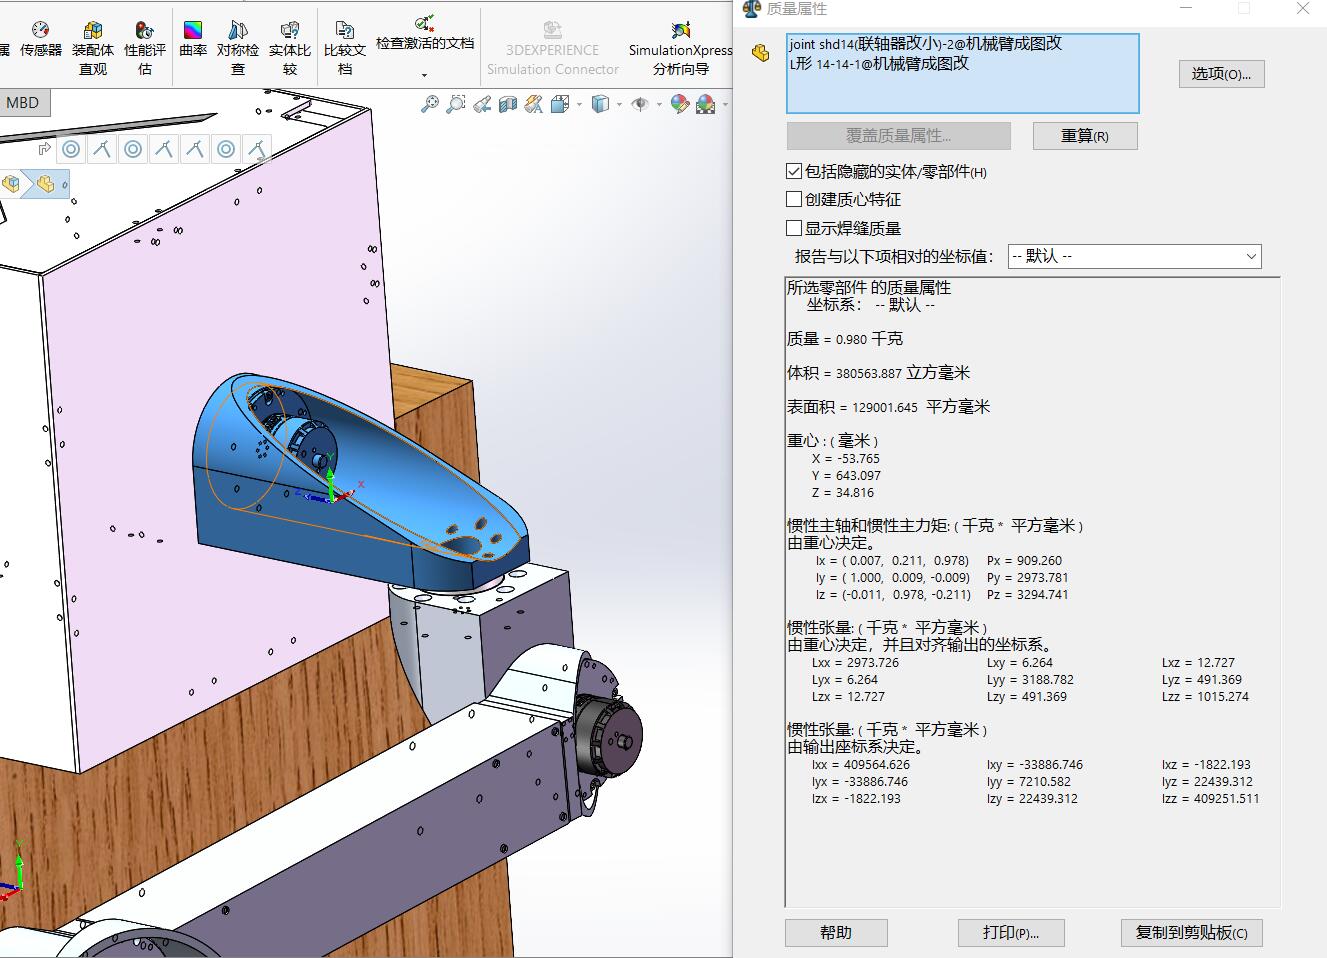 属
传感器
装配体
直观
性能评
估
曲率
对称检
查
实体比
较
比较文
档
检查激活的文档
3DEXPERIENCE
Simulation Connector
SimulationXpress
分析向导
MBD
Y
X
Z
Y
质量属性
joint shd14(联轴器改小)-2@机械臂成图改
L形 14-14-1@机械臂成图改
选项(O)...
覆盖质量属性...
重算(R)
包括隐藏的实体/零部件(H)
创建质心特征
显示焊缝质量
报告与以下项相对的坐标值：
-- 默认 --
所选零部件 的质量属性
坐标系： -- 默认 --
质量 = 0.980 千克
体积 = 380563.887 立方毫米
表面积 = 129001.645 平方毫米
重心 : ( 毫米 )
X = -53.765
Y = 643.097
Z = 34.816
惯性主轴和惯性主力矩: ( 千克 * 平方毫米 )
由重心决定。
Ix = ( 0.007, 0.211, 0.978) Px = 909.260
Iy = ( 1.000, 0.009, -0.009) Py = 2973.781
Iz = (-0.011, 0.978, -0.211) Pz = 3294.741
惯性张量: ( 千克 * 平方毫米 )
由重心决定，并且对齐输出的坐标系。
Lxx = 2973.726 Lxy = 6.264 Lxz = 12.727
Lyx = 6.264 Lyy = 3188.782 Lyz = 491.369
Lzx = 12.727 Lzy = 491.369 Lzz = 1015.274
惯性张量: ( 千克 * 平方毫米 )
由输出座标系决定。
Ixx = 409564.626 Ixy = -33886.746 Ixz = -1822.193
Iyx = -33886.746 Iyy = 7210.582 Iyz = 22439.312
Izx = -1822.193 Izy = 22439.312 Izz = 409251.511
帮助
打印(P)...
复制到剪贴板(C)